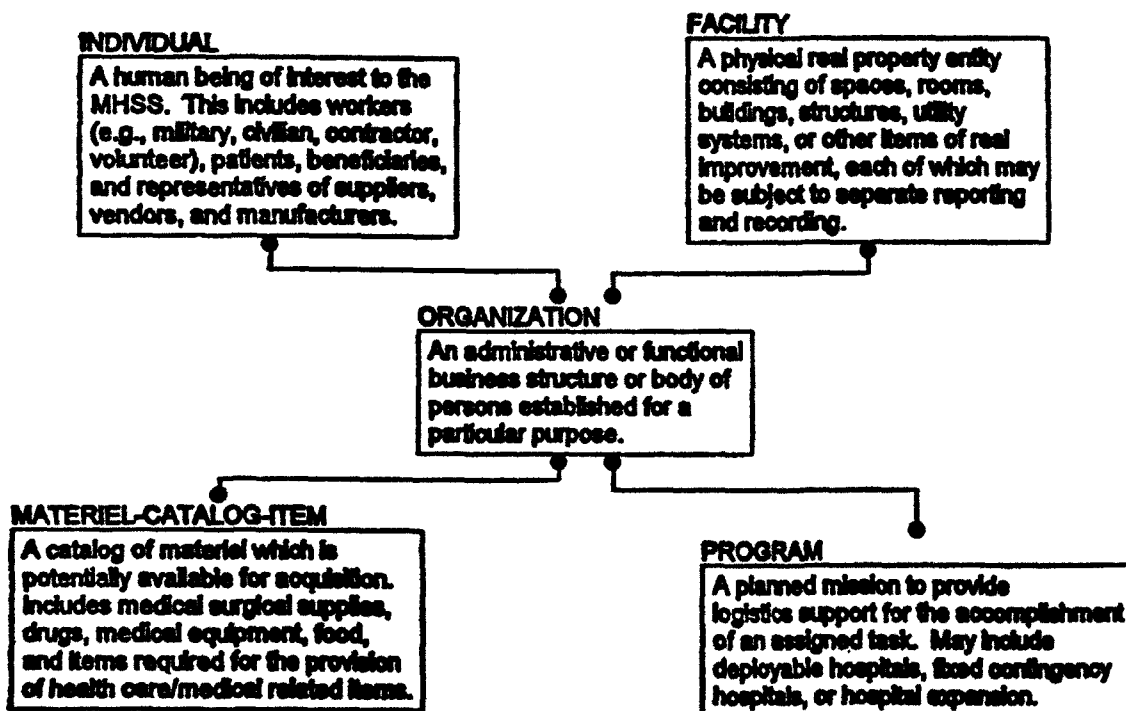 INDIVIDUAL
A human being of interest to the
MHSS. This includes workers
(e.g., military, civilian, contractor,
volunteer), patients, beneficiaries,
and representatives of suppliers,
vendors, and manufacturers.
FACILITY
A physical real property entity
consisting of spaces, rooms,
buildings, structures, utility
systems, or other items of real
improvement, each of which may
be subject to separate reporting
and recording.
ORGANIZATION
An administrative or functional
business structure or body of
persons established for a
particular purpose.
MATERIEL-CATALOG-ITEM
A catalog of materiel which is
potentially available for acquisition.
Includes medical surgical supplies,
drugs, medical equipment, food,
and items required for the provision
of health care/medical related items.
PROGRAM
A planned mission to provide
logistics support for the accomplishment
of an assigned task. May include
deployable hospitals, fixed contingency
hospitals, or hospital expansion.